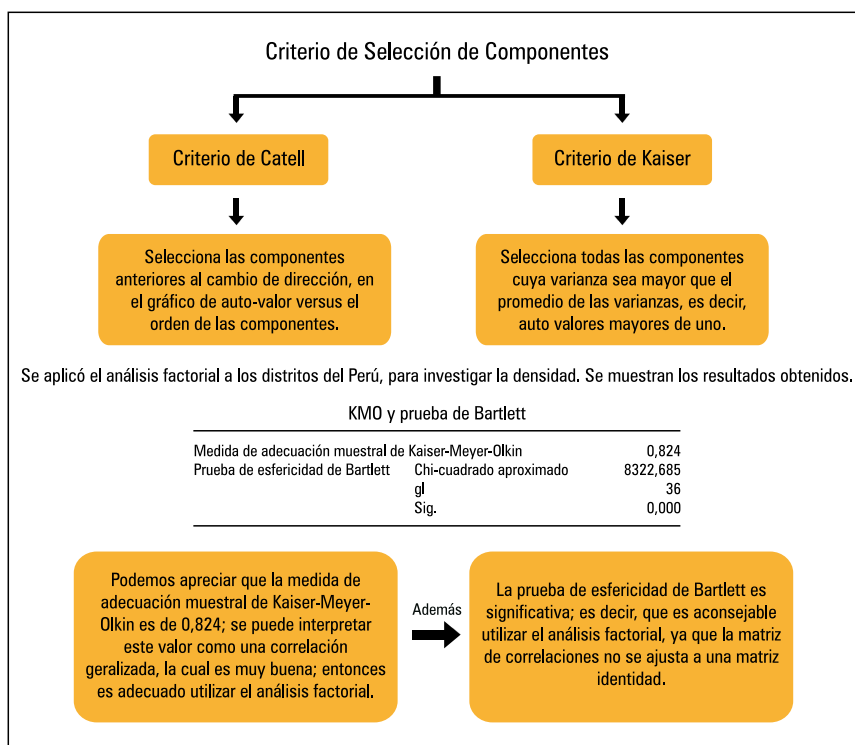 Criterio de Selección de Componentes
Criterio de Catell
Criterio de Kaiser
Selecciona las componentes
anteriores al cambio de dirección, en
el gráfico de auto-valor versus el
orden de las componentes.
Selecciona todas las componentes
cuya varianza sea mayor que el
promedio de las varianzas, es decir,
auto valores mayores de uno.
Se aplicó el análisis factorial a los distritos del Perú, para investigar la densidad. Se muestran los resultados obtenidos.
KMO y prueba de Bartlett
Medida de adecuación muestral de Kaiser-Meyer-Olkin 0,824
Prueba de esfericidad de Bartlett Chi-cuadrado aproximado 8322,685
gl 36
Sig. 0,000
Podemos apreciar que la medida de
adecuación muestral de Kaiser-Meyer-
Olkin es de 0,824; se puede interpretar
este valor como una correlación
geralizada, la cual es muy buena; entonces
es adecuado utilizar el análisis factorial.
Además
La prueba de esfericidad de Bartlett es
significativa; es decir, que es aconsejable
utilizar el análisis factorial, ya que la matriz
de correlaciones no se ajusta a una matriz
identidad.